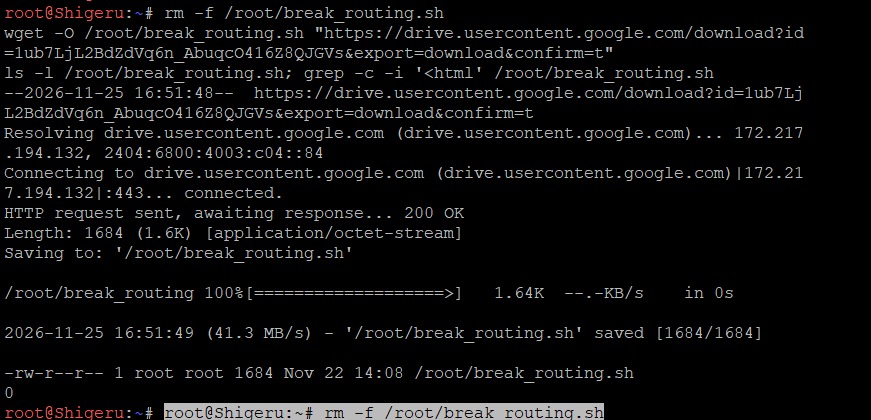 root@Shigeru:~# rm -f /root/break_routing.sh
wget -O /root/break_routing.sh "https://drive.usercontent.google.com/download?id
=1ub7LjL2BdZdVq6n_AbuqcO416Z8QJGVs&export=download&confirm=t"
ls -l /root/break_routing.sh; grep -c -i '<html' /root/break_routing.sh
--2026-11-25 16:51:48--  https://drive.usercontent.google.com/download?id=1ub7Lj
L2BdZdVq6n_AbuqcO416Z8QJGVs&export=download&confirm=t
Resolving drive.usercontent.google.com (drive.usercontent.google.com)... 172.217
.194.132, 2404:6800:4003:c04::84
Connecting to drive.usercontent.google.com (drive.usercontent.google.com)|172.21
7.194.132|:443... connected.
HTTP request sent, awaiting response... 200 OK
Length: 1684 (1.6K) [application/octet-stream]
Saving to: '/root/break_routing.sh'
/root/break_routing 100%[===================>]   1.64K  --.-KB/s    in 0s
2026-11-25 16:51:49 (41.3 MB/s) - '/root/break_routing.sh' saved [1684/1684]
-rw-r--r-- 1 root root 1684 Nov 22 14:08 /root/break_routing.sh
0
root@Shigeru:~# root@Shigeru:~# rm -f /root/break_routing.sh